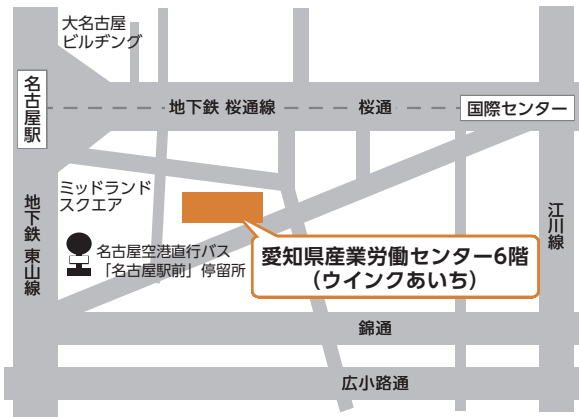 大名古屋
ビルヂング
名古屋駅
地下鉄 桜通線
桜通
国際センター
ミッドランド
スクエア
地下鉄 東山線
江川線
名古屋空港直行バス
「名古屋駅前」停留所
愛知県産業労働センター6階
（ウインクあいち）
錦通
広小路通